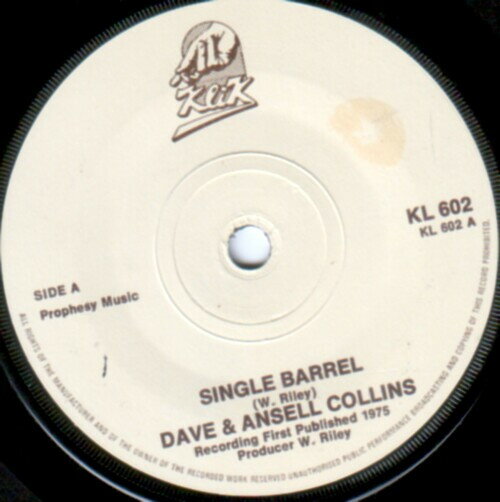 KliK
KL 602
KL 602 A
SIDE A
Prophesy Music
SINGLE BARREL
(W. Riley)
DAVE & ANSELL COLLINS
Recording First Published 1975
Producer W. Riley
ALL RIGHTS OF THE MANUFACTURER AND OF THE OWNER OF THE RECORDED WORK RESERVED UNAUTHORISED PUBLIC PERFORMANCE BROADCASTING AND COPYING OF THIS RECORD PROHIBITED.